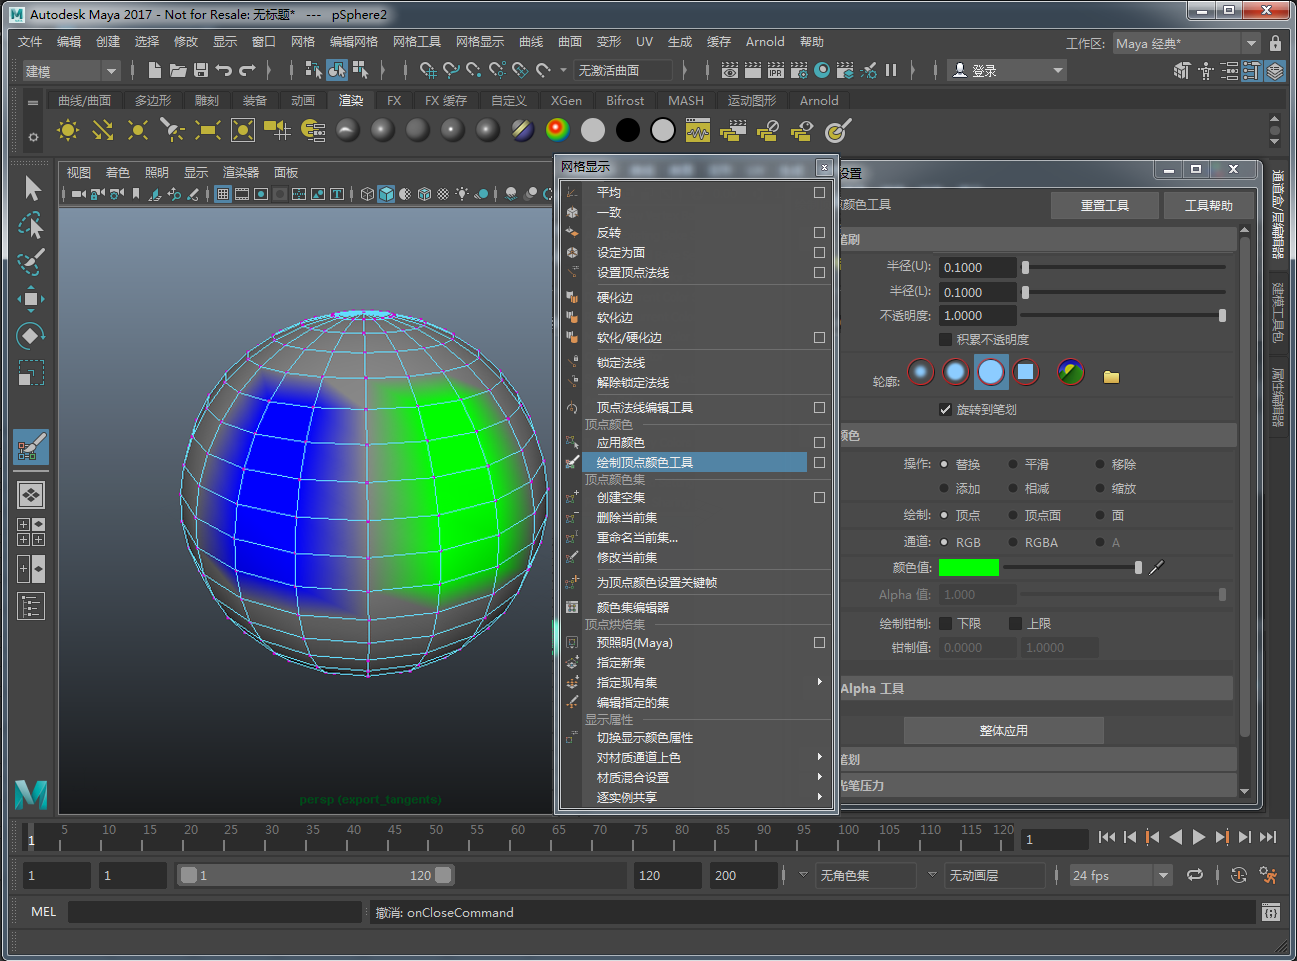 Autodesk Maya 2017 - Not for Resale: 无标题*   ---   pSphere2
文件 编辑 创建 选择 修改 显示 窗口 网格 编辑网格 网格工具 网格显示 曲线 曲面 变形 UV 生成 缓存 Arnold 帮助
工作区: Maya 经典*
建模
无激活曲面
IPR
登录
曲线/曲面 多边形 雕刻 装备 动画 渲染 FX FX 缓存 自定义 XGen Bifrost MASH 运动图形 Arnold
视图 着色 照明 显示 渲染器 面板
persp (export_tangents)
网格显示
平均
一致
反转
设定为面
设置顶点法线
硬化边
软化边
软化/硬化边
锁定法线
解除锁定法线
顶点法线编辑工具
顶点颜色
应用颜色
绘制顶点颜色工具
顶点颜色集
创建空集
删除当前集
重命名当前集...
修改当前集
为顶点颜色设置关键帧
颜色集编辑器
顶点烘焙集
预照明(Maya)
指定新集
指定现有集
编辑指定的集
显示属性
切换显示颜色属性
对材质通道上色
材质混合设置
逐实例共享
设置
颜色工具
重置工具 工具帮助
笔刷
半径(U): 0.1000
半径(L): 0.1000
不透明度: 1.0000
积累不透明度
轮廓:
旋转到笔划
颜色
操作: 替换 平滑 移除
添加 相减 缩放
绘制: 顶点 顶点面 面
通道: RGB RGBA A
颜色值:
Alpha 值: 1.000
绘制钳制: 下限 上限
钳制值: 0.0000 1.0000
Alpha 工具
整体应用
笔划
光笔压力
通道盒/层编辑器
建模工具包
属性编辑器
1 5 10 15 20 25 30 35 40 45 50 55 60 65 70 75 80 85 90 95 100 105 110 115 120
1
1 1 1 120 120 200 无角色集 无动画层 24 fps
MEL 撤消: onCloseCommand